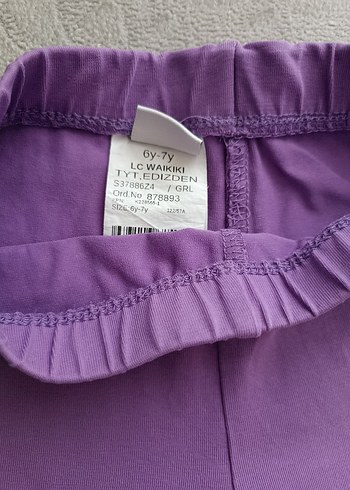 6y-7y
LC WAIKIKI
TYT,EDIZDEN
S37886Z4 / GRL
Ord.No 878893
SIZE:6y-7y